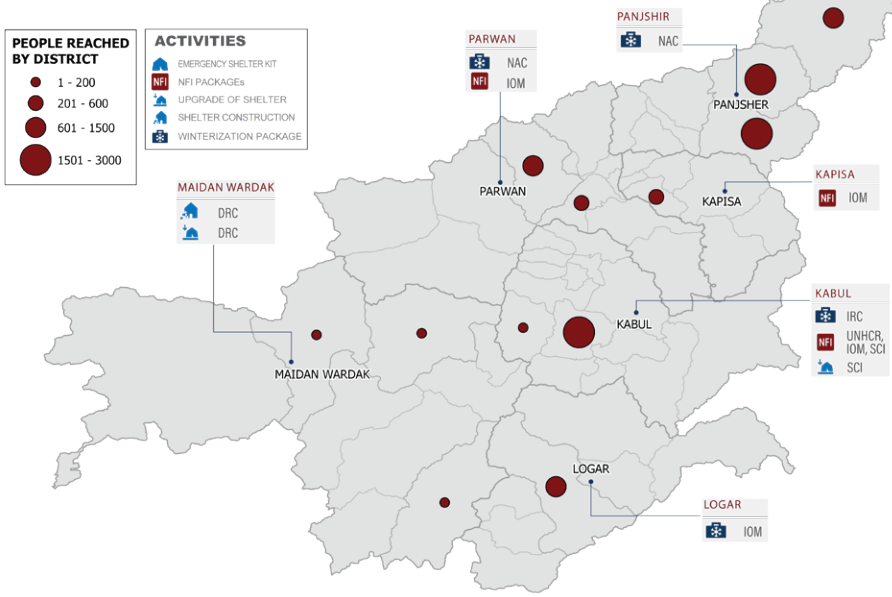 PEOPLE REACHED
BY DISTRICT
1 - 200
201 - 600
601 - 1500
1501 - 3000
ACTIVITIES
EMERGENCY SHELTER KIT
NFI
NFI PACKAGEs
UPGRADE OF SHELTER
SHELTER CONSTRUCTION
WINTERIZATION PACKAGE
PARWAN
NAC
NFI
IOM
PANJSHIR
NAC
PANJSHER
PARWAN
KAPISA
NFI
IOM
KAPISA
MAIDAN WARDAK
DRC
DRC
KABUL
IRC
NFI
UNHCR,
IOM, SCI
SCI
KABUL
MAIDAN WARDAK
LOGAR
LOGAR
IOM